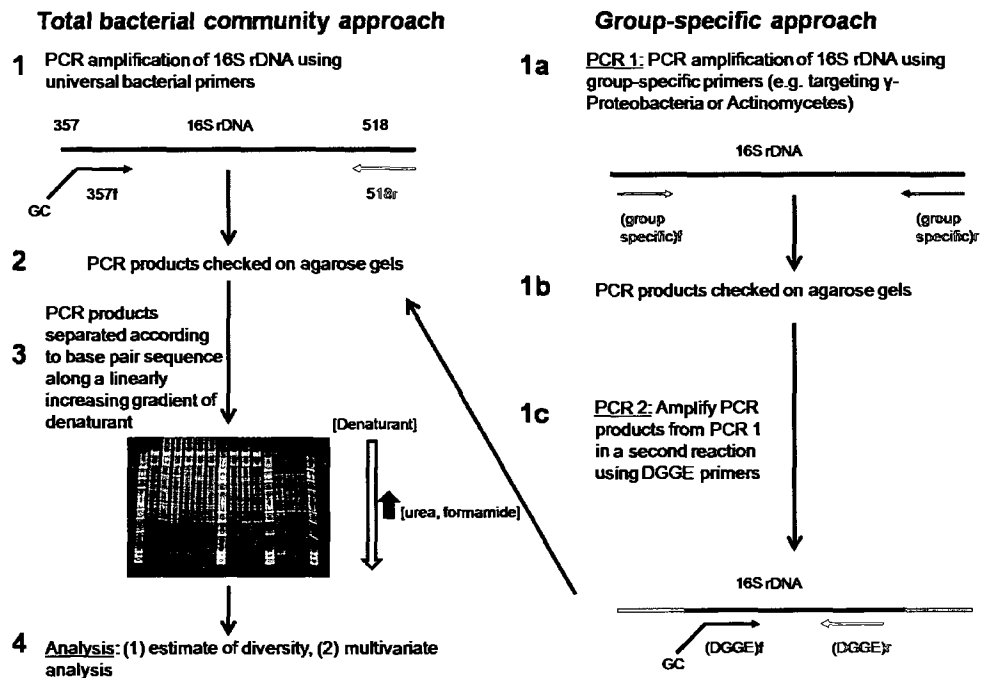 Total bacterial community approach
1 PCR amplification of 16S rDNA using
universal bacterial primers
357 16S rDNA 518
357f 518r
GC
2 PCR products checked on agarose gels
3 PCR products
separated according
to base pair sequence
along a linearly
increasing gradient of
denaturant
[Denaturant]
[urea, formamide]
4 Analysis: (1) estimate of diversity, (2) multivariate
analysis
Group-specific approach
1a PCR 1: PCR amplification of 16S rDNA using
group-specific primers (e.g. targeting γ-
Proteobacteria or Actinomycetes)
16S rDNA
(group (group
specific)f specific)r
1b PCR products checked on agarose gels
1c PCR 2: Amplify PCR
products from PCR 1
in a second reaction
using DGGE primers
16S rDNA
(DGGE)f (DGGE)r
GC